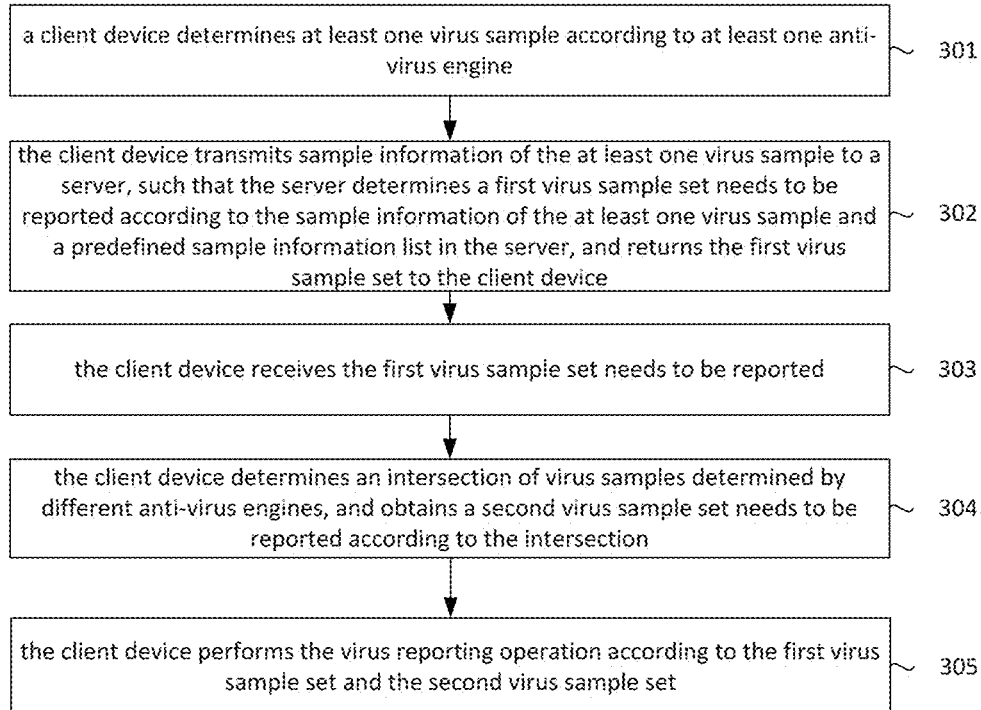 a client device determines at least one virus sample according to at least one anti-
virus engine
301
the client device transmits sample information of the at least one virus sample to a
server, such that the server determines a first virus sample set needs to be
reported according to the sample information of the at least one virus sample and
a predefined sample information list in the server, and returns the first virus
sample set to the client device
302
the client device receives the first virus sample set needs to be reported
303
the client device determines an intersection of virus samples determined by
different anti-virus engines, and obtains a second virus sample set needs to be
reported according to the intersection
304
the client device performs the virus reporting operation according to the first virus
sample set and the second virus sample set
305